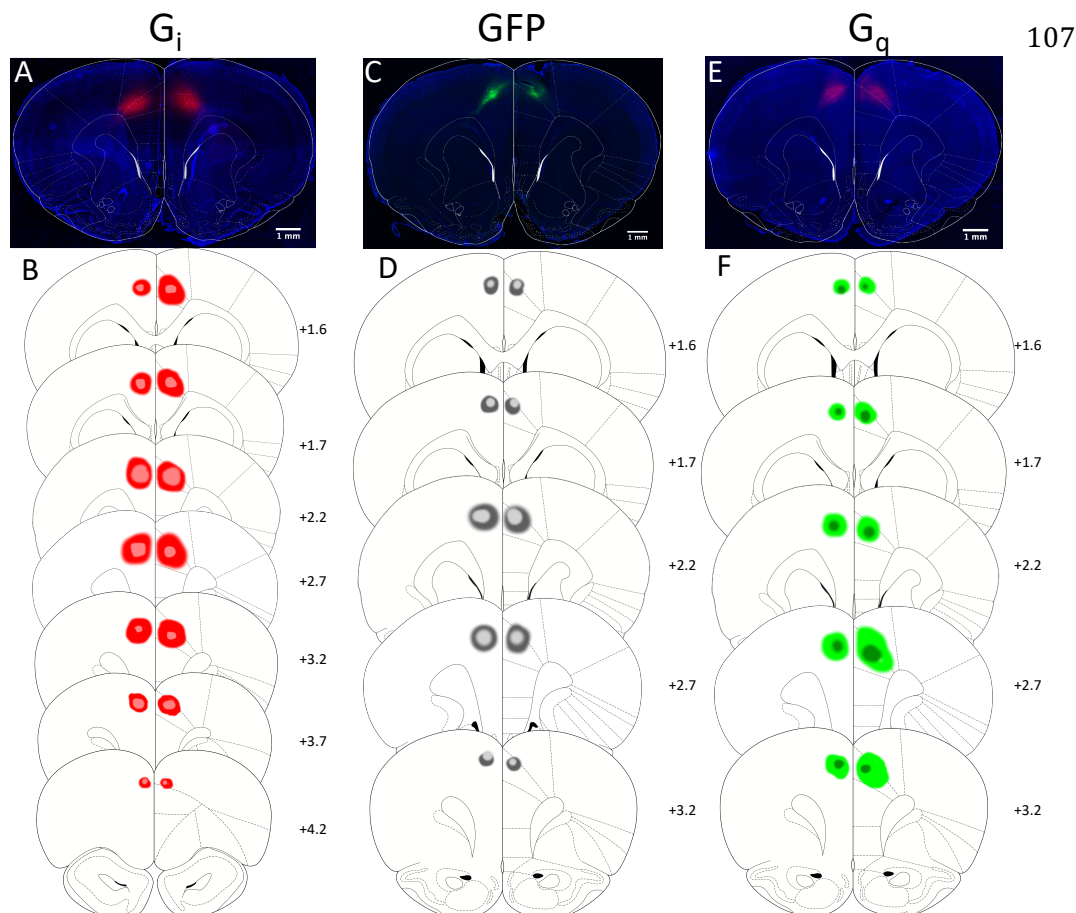 Gi GFP Gq 107
A C E
1 mm 1 mm 1 mm
B D F
+1.6 +1.6 +1.6
+1.7 +1.7 +1.7
+2.2 +2.2 +2.2
+2.7 +2.7 +2.7
+3.2 +3.2 +3.2
+3.7
+4.2